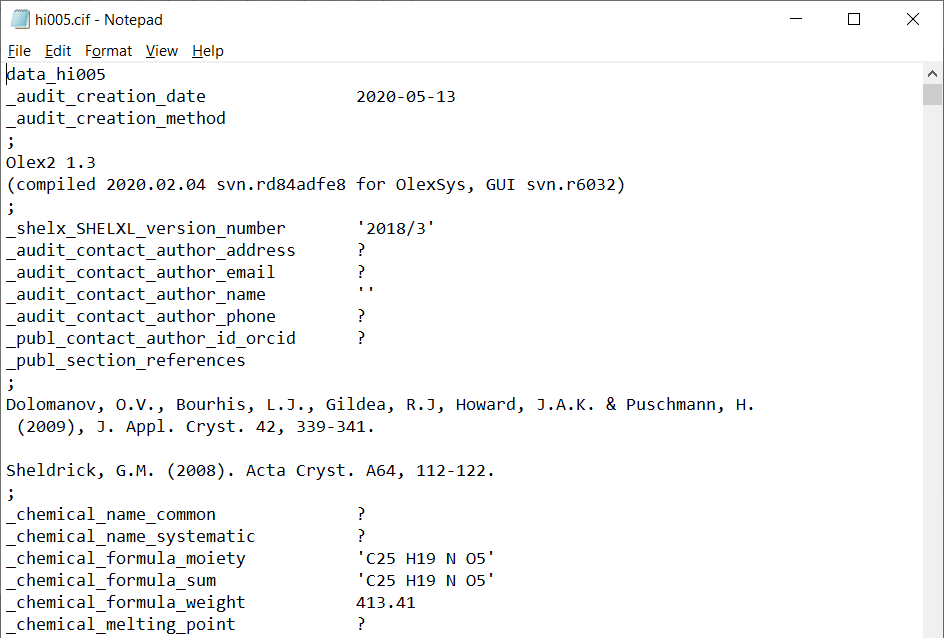 hi005.cif - Notepad
File Edit Format View Help
data_hi005
_audit_creation_date 2020-05-13
_audit_creation_method
;
Olex2 1.3
(compiled 2020.02.04 svn.rd84adfe8 for OlexSys, GUI svn.r6032)
;
_shelx_SHELXL_version_number '2018/3'
_audit_contact_author_address ?
_audit_contact_author_email ?
_audit_contact_author_name ''
_audit_contact_author_phone ?
_publ_contact_author_id_orcid ?
_publ_section_references
;
Dolomanov, O.V., Bourhis, L.J., Gildea, R.J, Howard, J.A.K. & Puschmann, H.
(2009), J. Appl. Cryst. 42, 339-341.
Sheldrick, G.M. (2008). Acta Cryst. A64, 112-122.
;
_chemical_name_common ?
_chemical_name_systematic ?
_chemical_formula_moiety 'C25 H19 N O5'
_chemical_formula_sum 'C25 H19 N O5'
_chemical_formula_weight 413.41
_chemical_melting_point ?